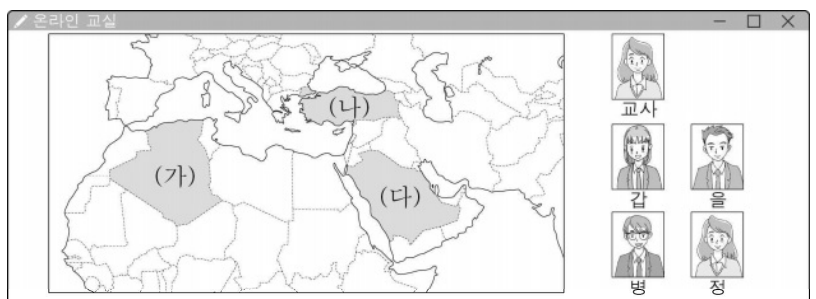 온라인 교실
교사
(나)
(가)
(다)
갑 을
병 정